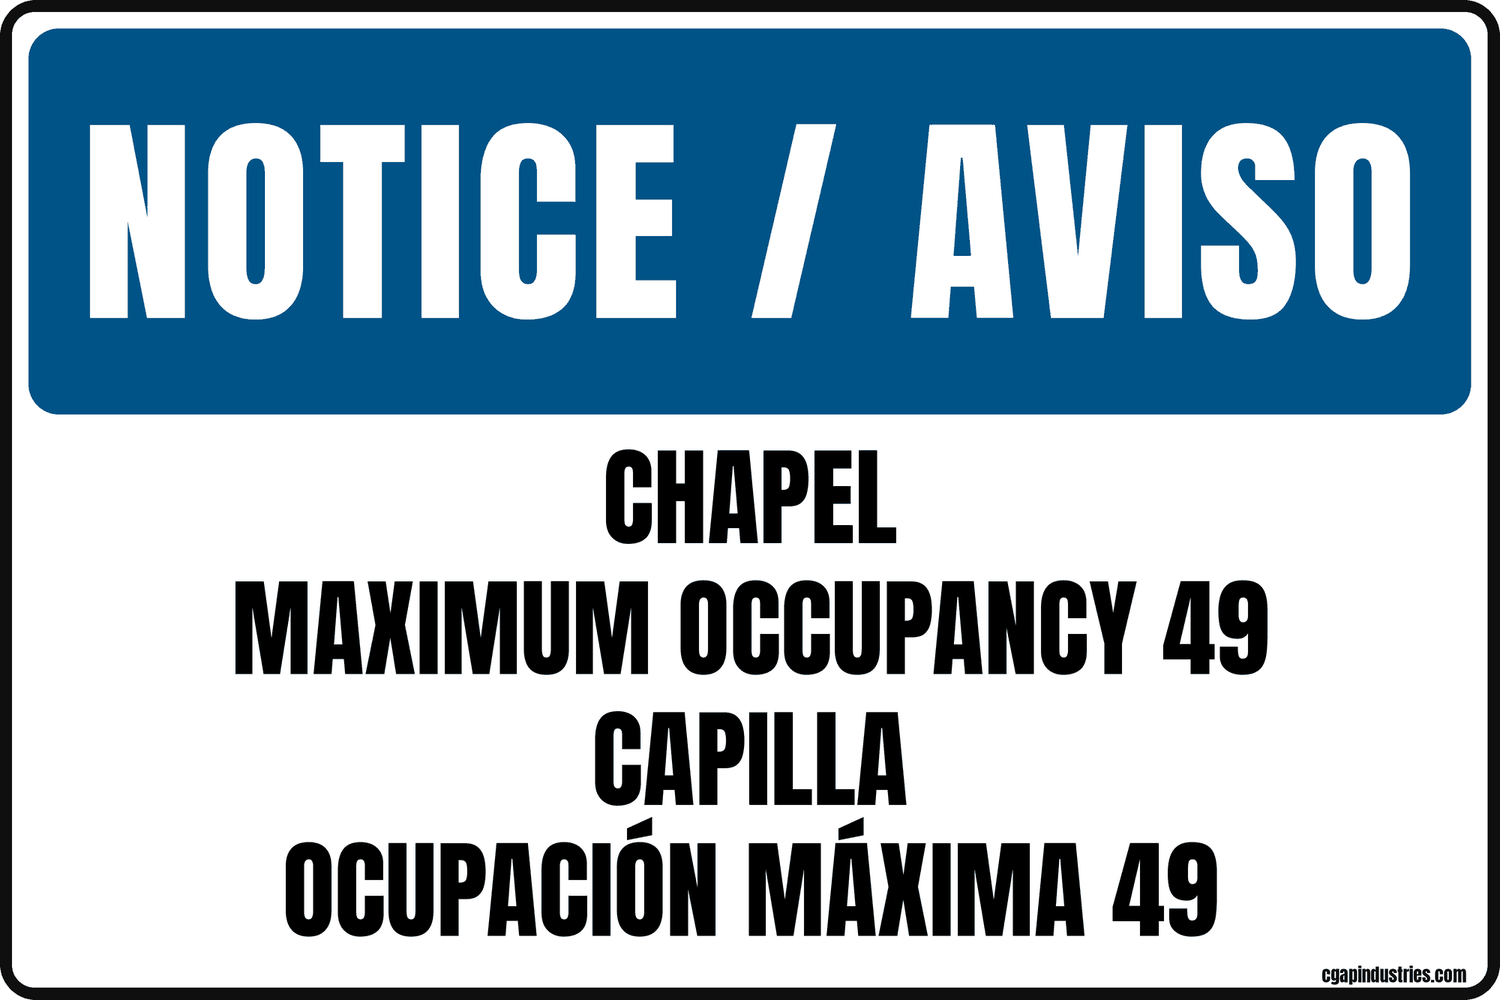 NOTICE / AVISO
CHAPEL
MAXIMUM OCCUPANCY 49
CAPILLA
OCUPACIÓN MÁXIMA 49
cgapindustries.com